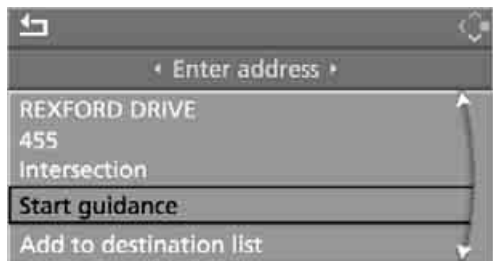 Enter address
REXFORD DRIVE
455
Intersection
Start guidance
Add to destination list